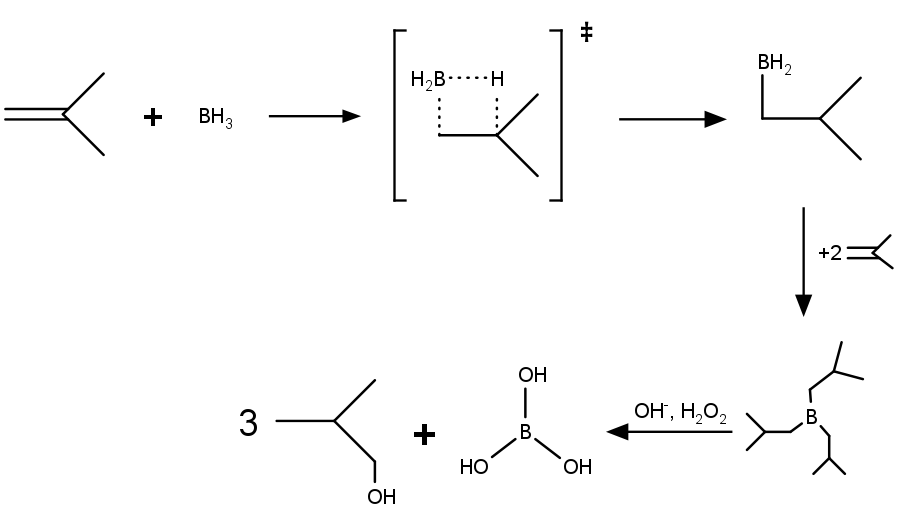 + BH₃
H₂B H
‡
BH₂
+2
B
OH⁻, H₂O₂
3
OH
+
OH
B
HO OH